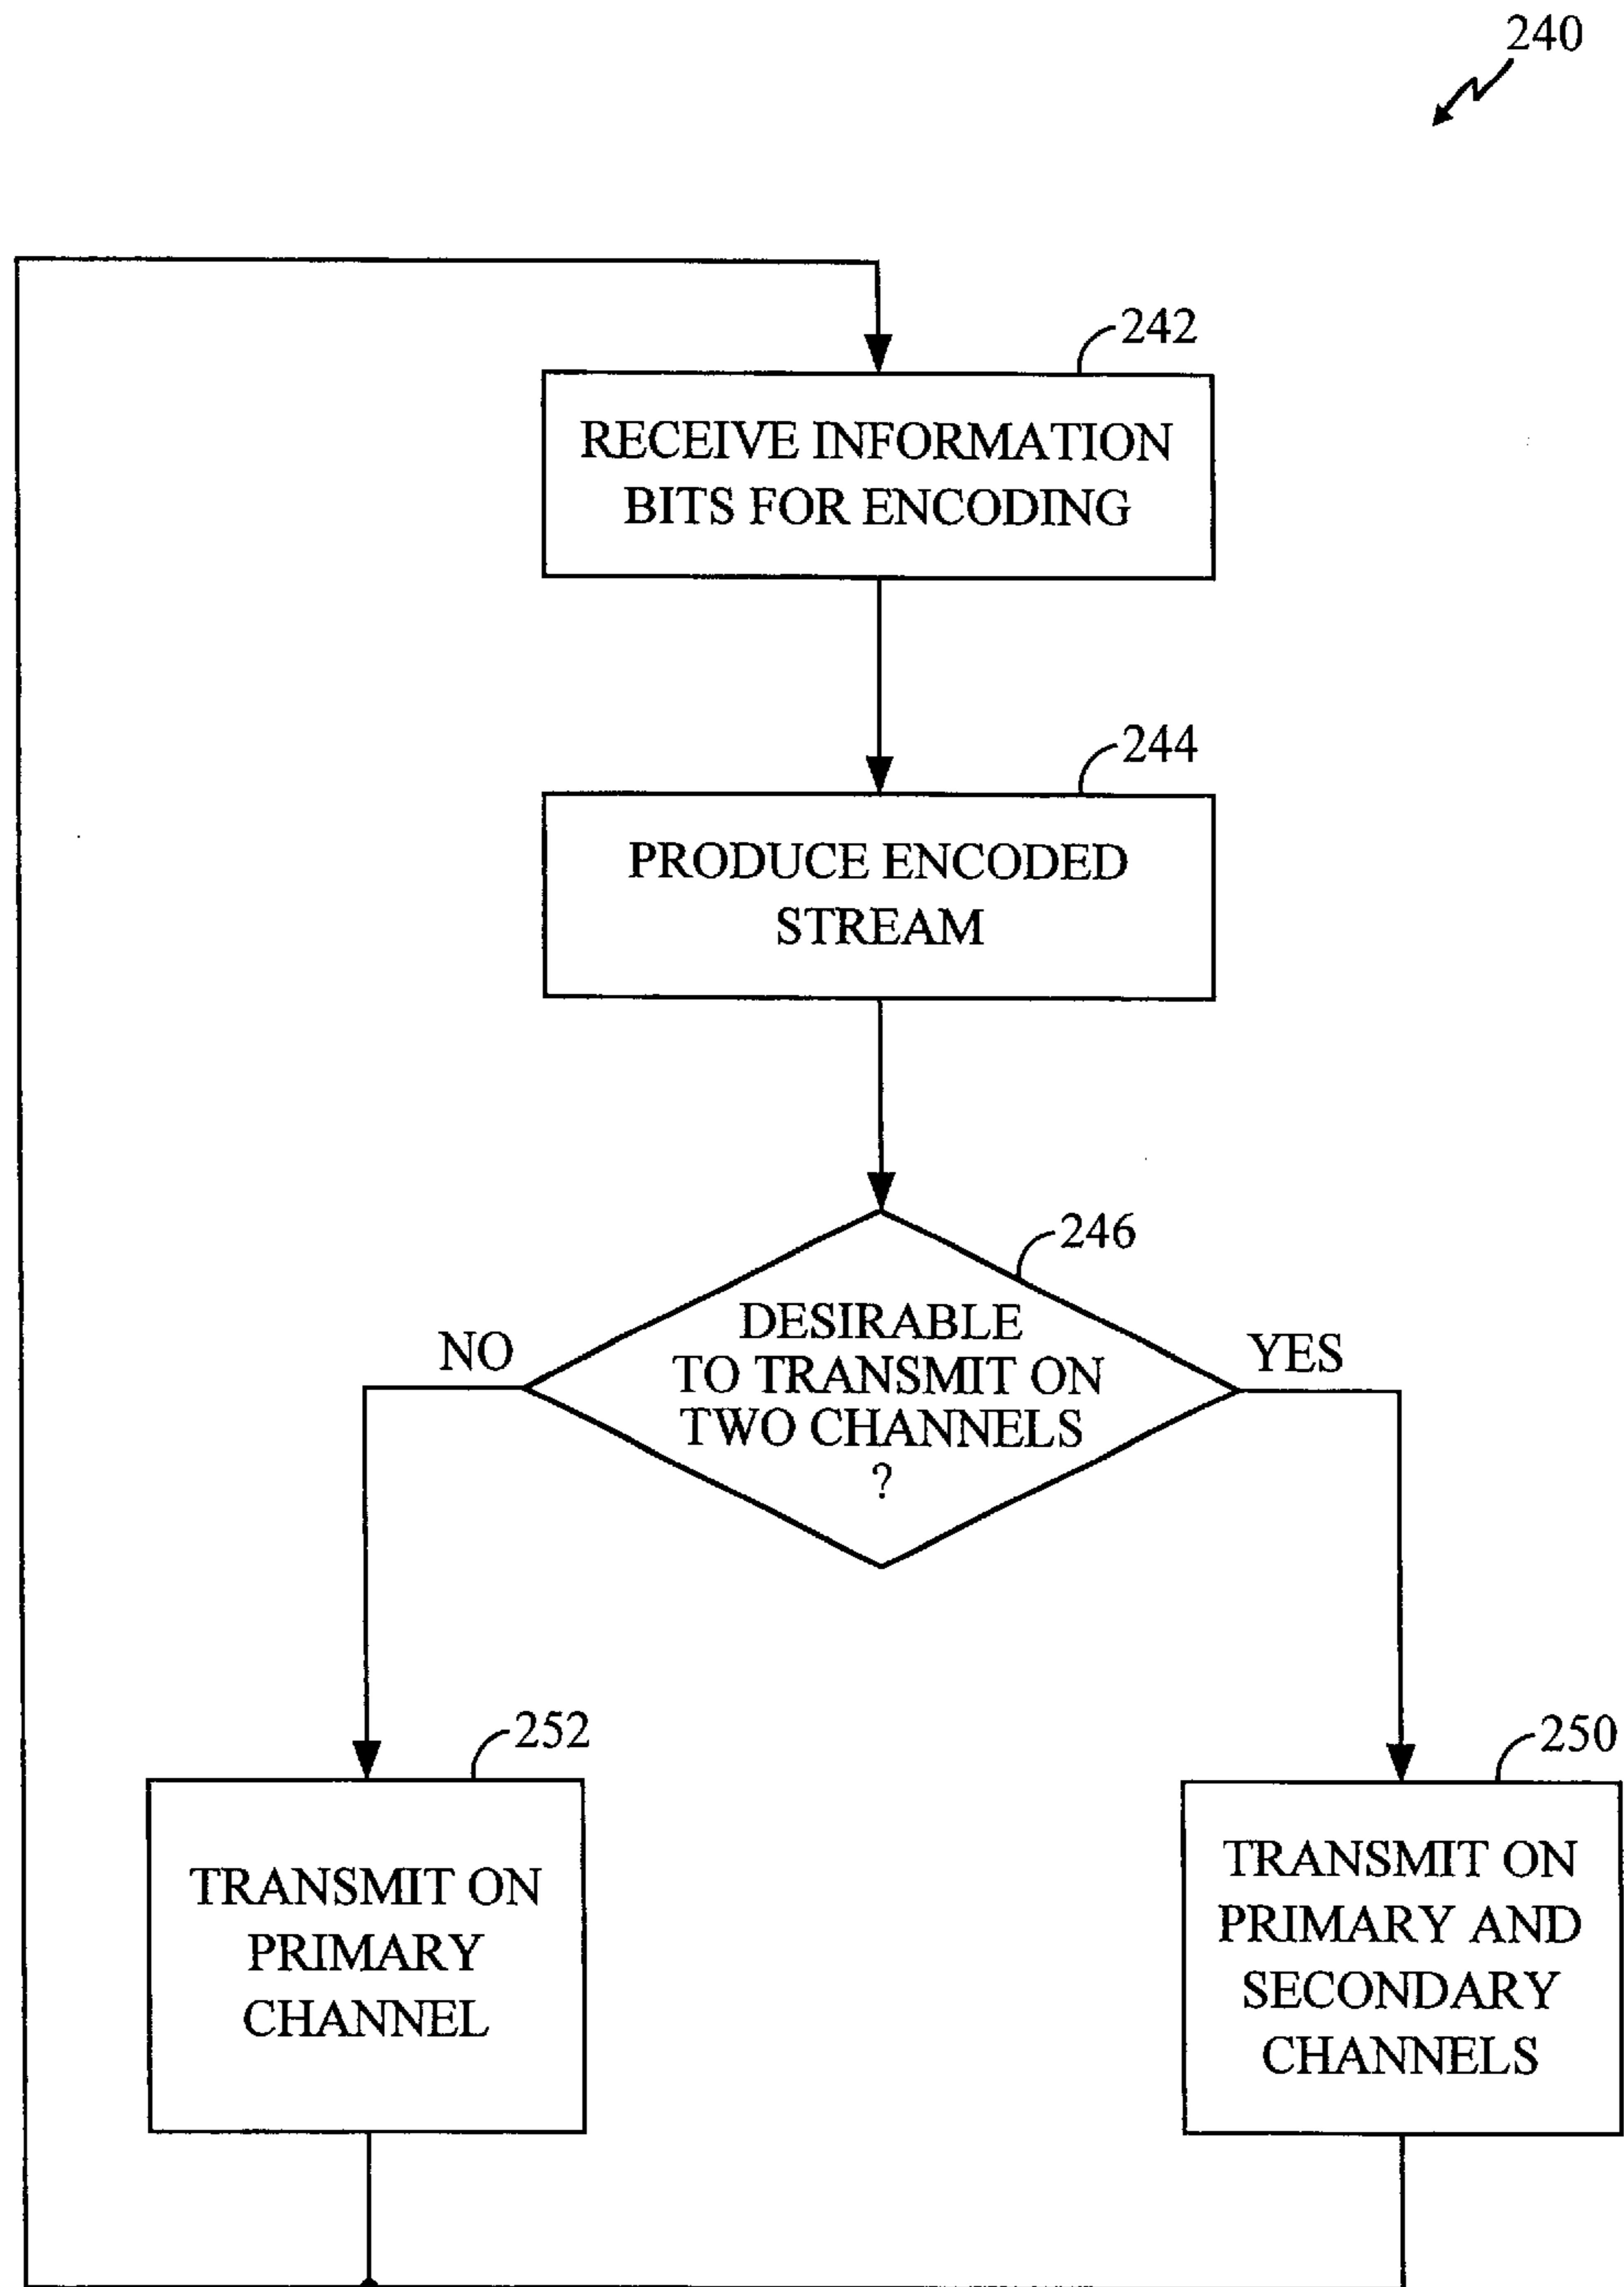 240
242
RECEIVE INFORMATION
BITS FOR ENCODING
244
PRODUCE ENCODED
STREAM
246
DESIRABLE
TO TRANSMIT ON
TWO CHANNELS
?
NO
YES
252
TRANSMIT ON
PRIMARY
CHANNEL
250
TRANSMIT ON
PRIMARY AND
SECONDARY
CHANNELS